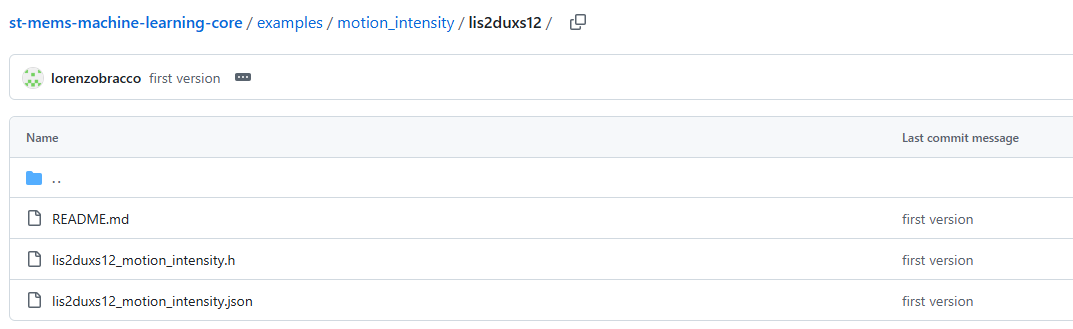 st-mems-machine-learning-core / examples / motion_intensity / lis2duxs12 /
lorenzobracco first version
Name Last commit message
..
README.md first version
lis2duxs12_motion_intensity.h first version
lis2duxs12_motion_intensity.json first version